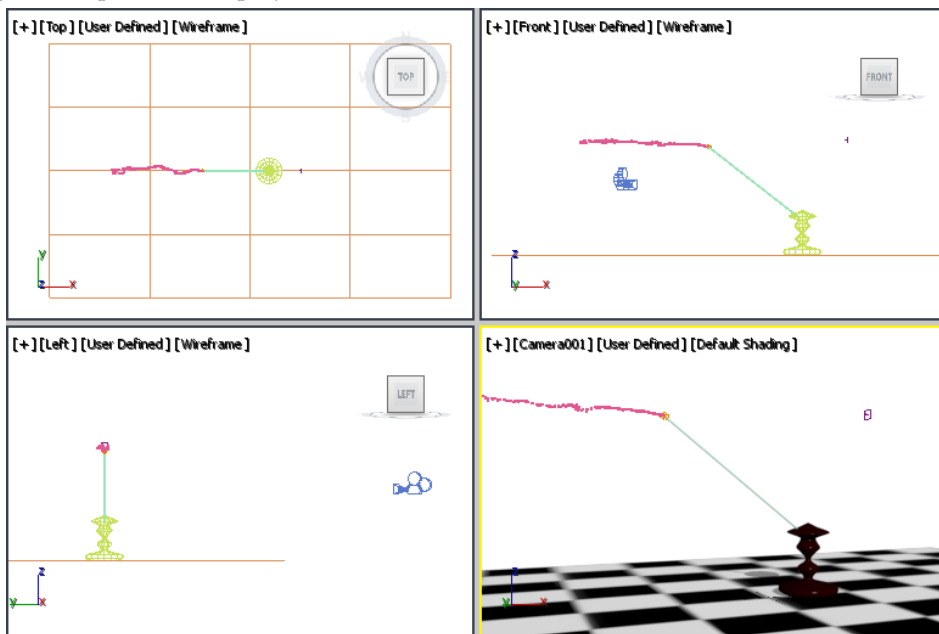 [+] [Top] [User Defined] [Wireframe]
N
W TOP E
S
y
z x
[+] [Front] [User Defined] [Wireframe]
FRONT
z
y x
[+] [Left] [User Defined] [Wireframe]
LEFT
z
y x
[+] [Camera001] [User Defined] [Default Shading]
z
y x